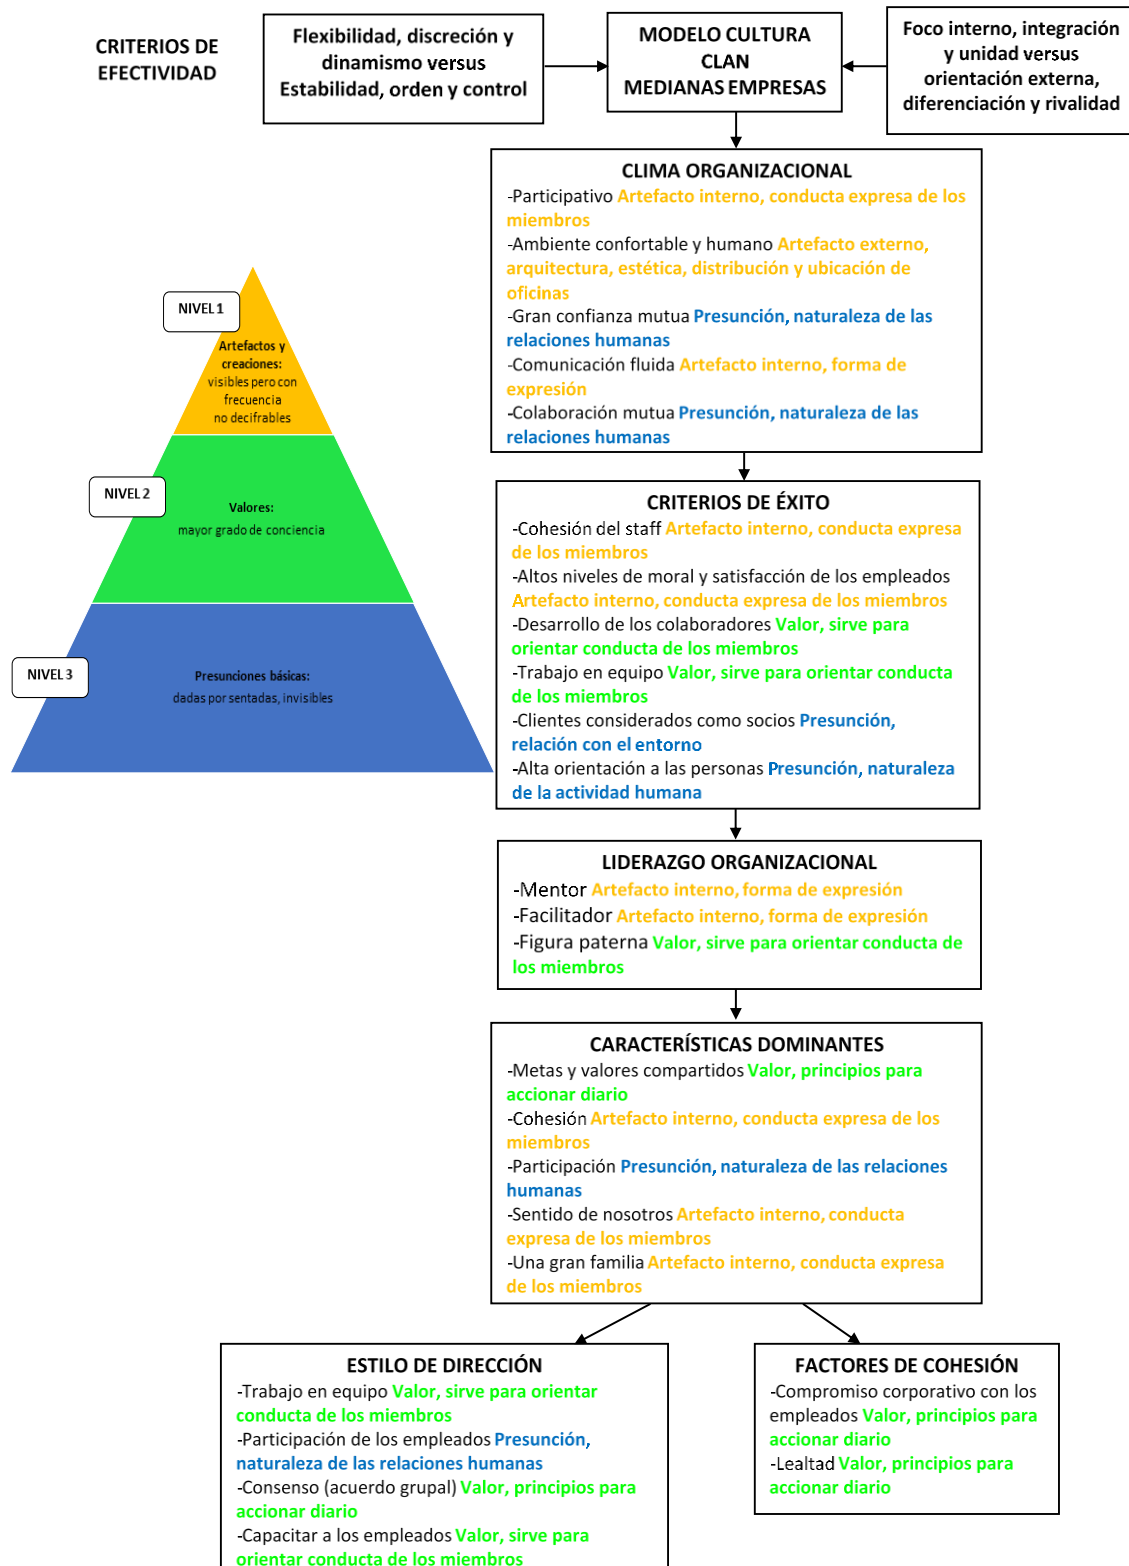 CRITERIOS DE
EFECTIVIDAD
Flexibilidad, discreción y
dinamismo versus
Estabilidad, orden y control
MODELO CULTURA
CLAN
MEDIANAS EMPRESAS
Foco interno, integración
y unidad versus
orientación externa,
diferenciación y rivalidad
CLIMA ORGANIZACIONAL
-Participativo Artefacto interno, conducta expresa de los
miembros
-Ambiente confortable y humano Artefacto externo,
arquitectura, estética, distribución y ubicación de
oficinas
-Gran confianza mutua Presunción, naturaleza de las
relaciones humanas
-Comunicación fluida Artefacto interno, forma de
expresión
-Colaboración mutua Presunción, naturaleza de las
relaciones humanas
NIVEL 1
Artefactos y
creaciones:
visibles pero con
frecuencia
no decifrables
NIVEL 2
Valores:
mayor grado de conciencia
NIVEL 3
Presunciones básicas:
dadas por sentadas, invisibles
CRITERIOS DE ÉXITO
-Cohesión del staff Artefacto interno, conducta expresa
de los miembros
-Altos niveles de moral y satisfacción de los empleados
Artefacto interno, conducta expresa de los miembros
-Desarrollo de los colaboradores Valor, sirve para
orientar conducta de los miembros
-Trabajo en equipo Valor, sirve para orientar conducta
de los miembros
-Clientes considerados como socios Presunción,
relación con el entorno
-Alta orientación a las personas Presunción, naturaleza
de la actividad humana
LIDERAZGO ORGANIZACIONAL
-Mentor Artefacto interno, forma de expresión
-Facilitador Artefacto interno, forma de expresión
-Figura paterna Valor, sirve para orientar conducta de
los miembros
CARACTERÍSTICAS DOMINANTES
-Metas y valores compartidos Valor, principios para
accionar diario
-Cohesión Artefacto interno, conducta expresa de los
miembros
-Participación Presunción, naturaleza de las relaciones
humanas
-Sentido de nosotros Artefacto interno, conducta
expresa de los miembros
-Una gran familia Artefacto interno, conducta expresa
de los miembros
ESTILO DE DIRECCIÓN
-Trabajo en equipo Valor, sirve para orientar
conducta de los miembros
-Participación de los empleados Presunción,
naturaleza de las relaciones humanas
-Consenso (acuerdo grupal) Valor, principios para
accionar diario
-Capacitar a los empleados Valor, sirve para
orientar conducta de los miembros
FACTORES DE COHESIÓN
-Compromiso corporativo con los
empleados Valor, principios para
accionar diario
-Lealtad Valor, principios para
accionar diario